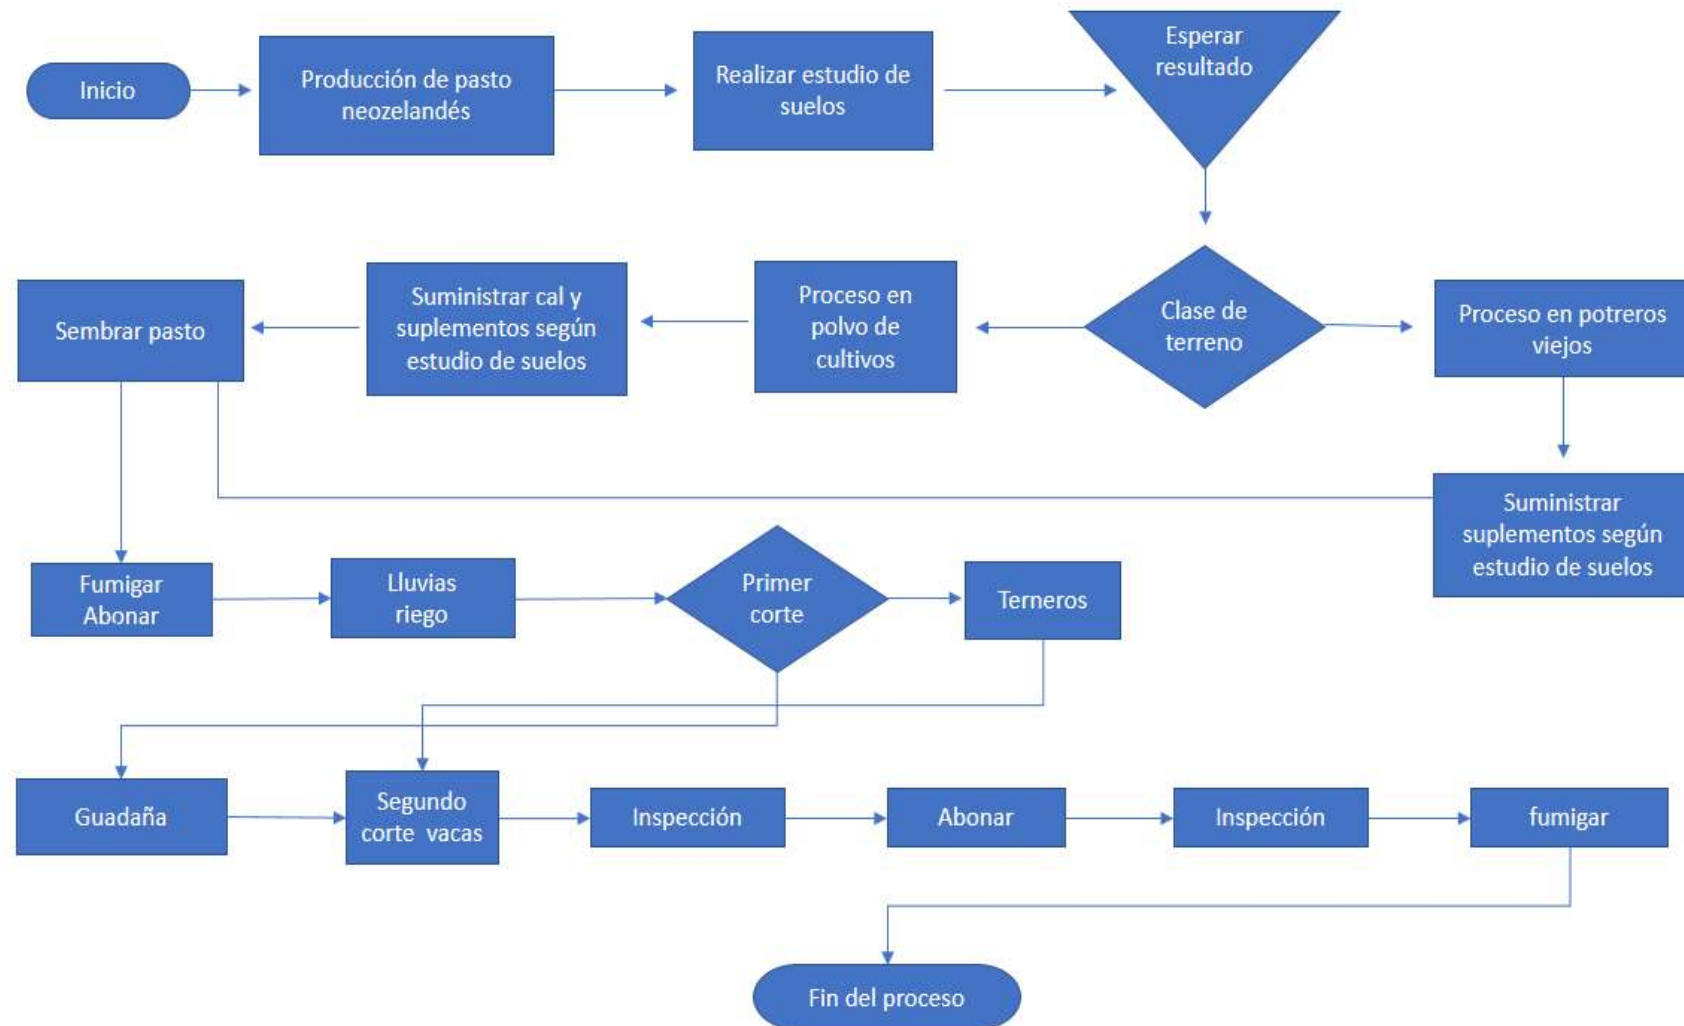 Inicio
Producción de pasto
neozelandés
Realizar estudio de
suelos
Esperar
resultado
Clase de
terreno
Proceso en
polvo de
cultivos
Suministrar cal y
suplementos según
estudio de suelos
Sembrar pasto
Proceso en potreros
viejos
Suministrar
suplementos según
estudio de suelos
Fumigar
Abonar
Lluvias
riego
Primer
corte
Terneros
Guadaña
Segundo
corte vacas
Inspección
Abonar
Inspección
fumigar
Fin del proceso